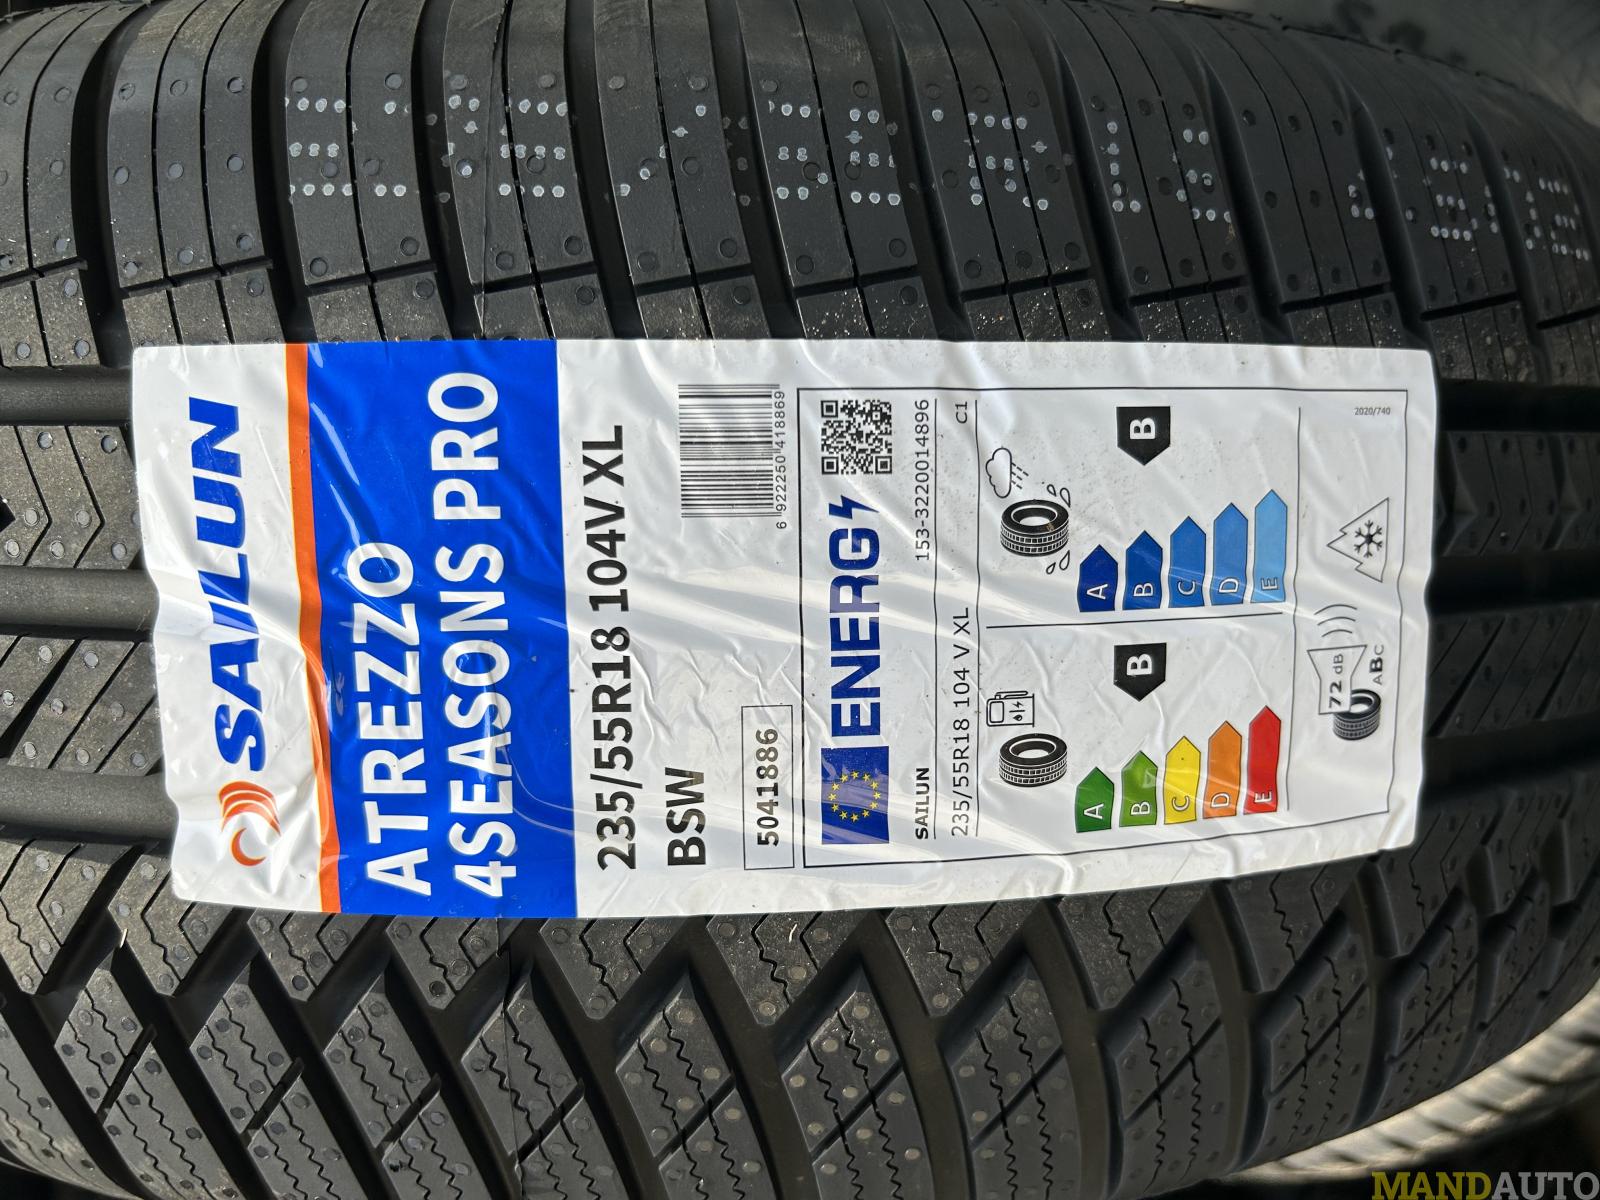 SAILUN
ATREZZO
4SEASONS PRO
235/55R18 104V XL
BSW
5041886
6 922250 418869
ENERG
SAILUN
153-3220014896
235/55R18 104 V XL
C1
A
B
C
D
E
B
A
B
C
D
E
B
72 dB
ABC
2020/740
MANDAUTO